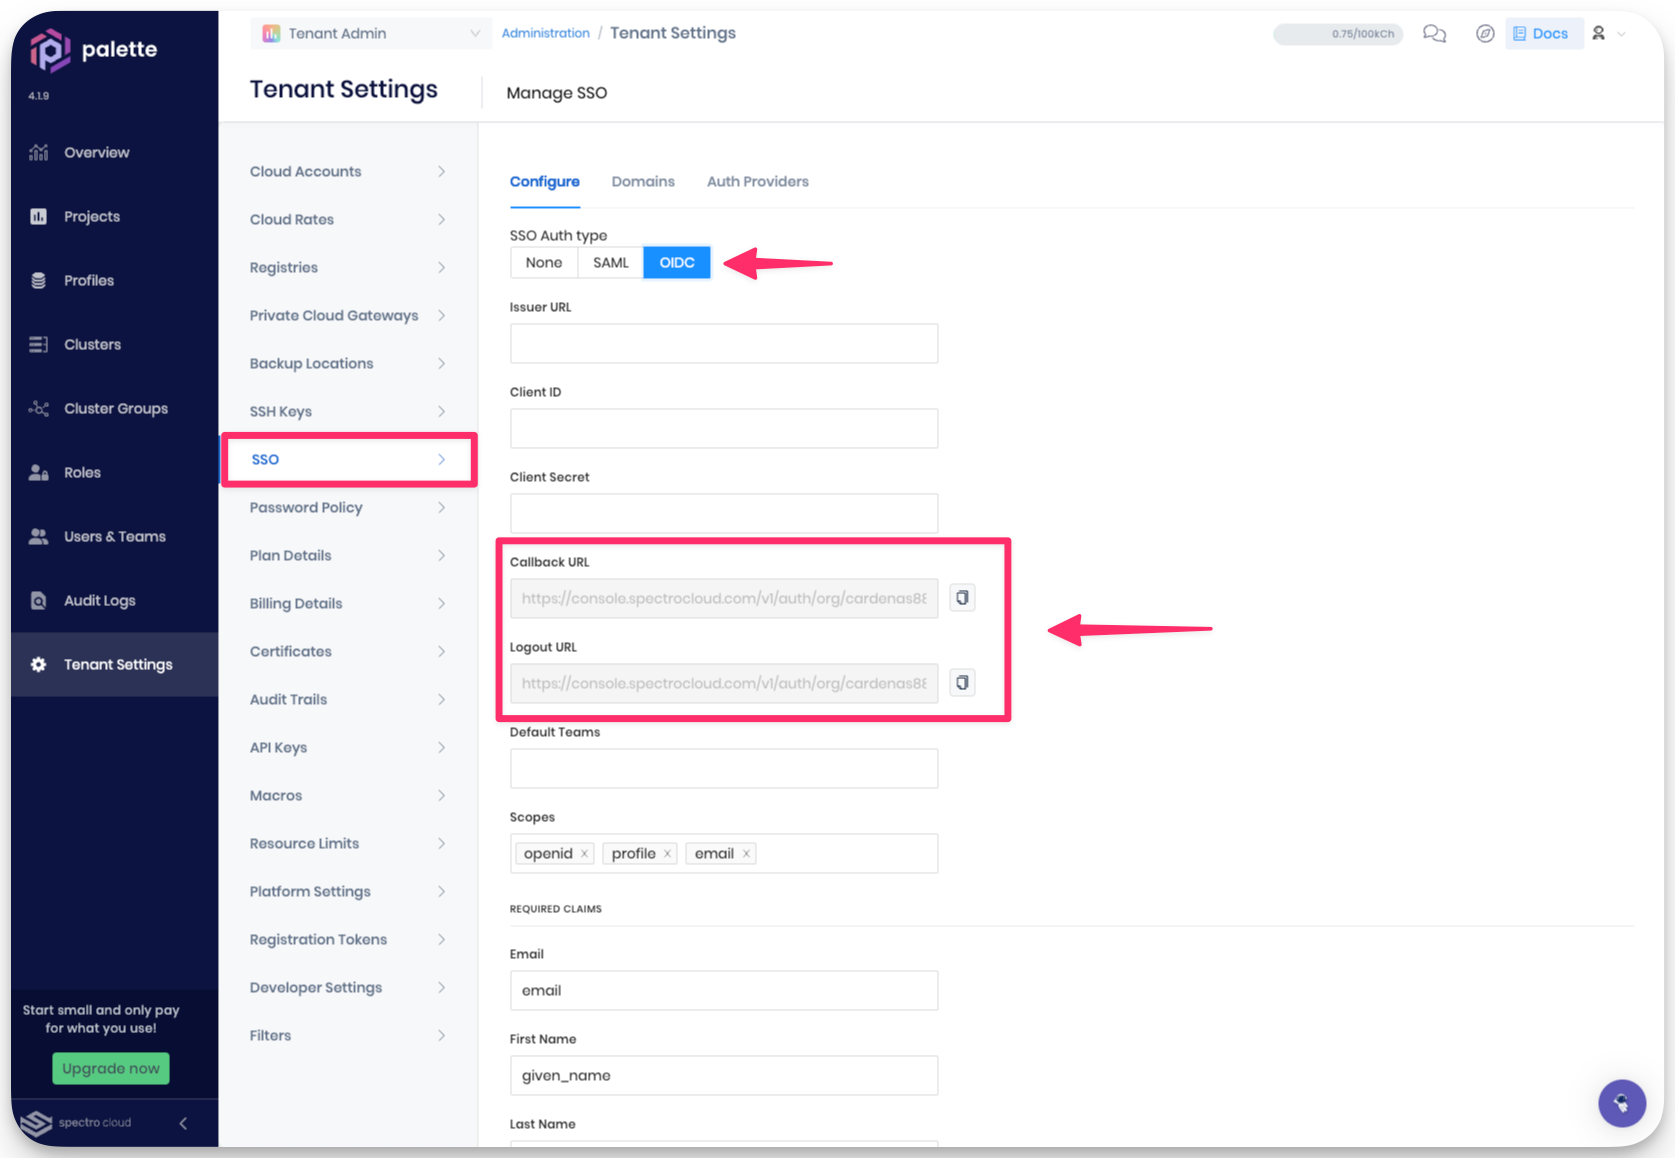 palette
4.1.9
Overview
Projects
Profiles
Clusters
Cluster Groups
Roles
Users & Teams
Audit Logs
Tenant Settings
Start small and only pay
for what you use!
Upgrade now
spectro cloud
Tenant Admin
Administration / Tenant Settings
0.75/100kCh
Docs
Tenant Settings
Manage SSO
Cloud Accounts
Cloud Rates
Registries
Private Cloud Gateways
Backup Locations
SSH Keys
SSO
Password Policy
Plan Details
Billing Details
Certificates
Audit Trails
API Keys
Macros
Resource Limits
Platform Settings
Registration Tokens
Developer Settings
Filters
Configure Domains Auth Providers
SSO Auth type
None SAML OIDC
Issuer URL
Client ID
Client Secret
Callback URL
https://console.spectrocloud.com/v1/auth/org/cardenas88
Logout URL
https://console.spectrocloud.com/v1/auth/org/cardenas88
Default Teams
Scopes
openid × profile × email ×
REQUIRED CLAIMS
Email
email
First Name
given_name
Last Name